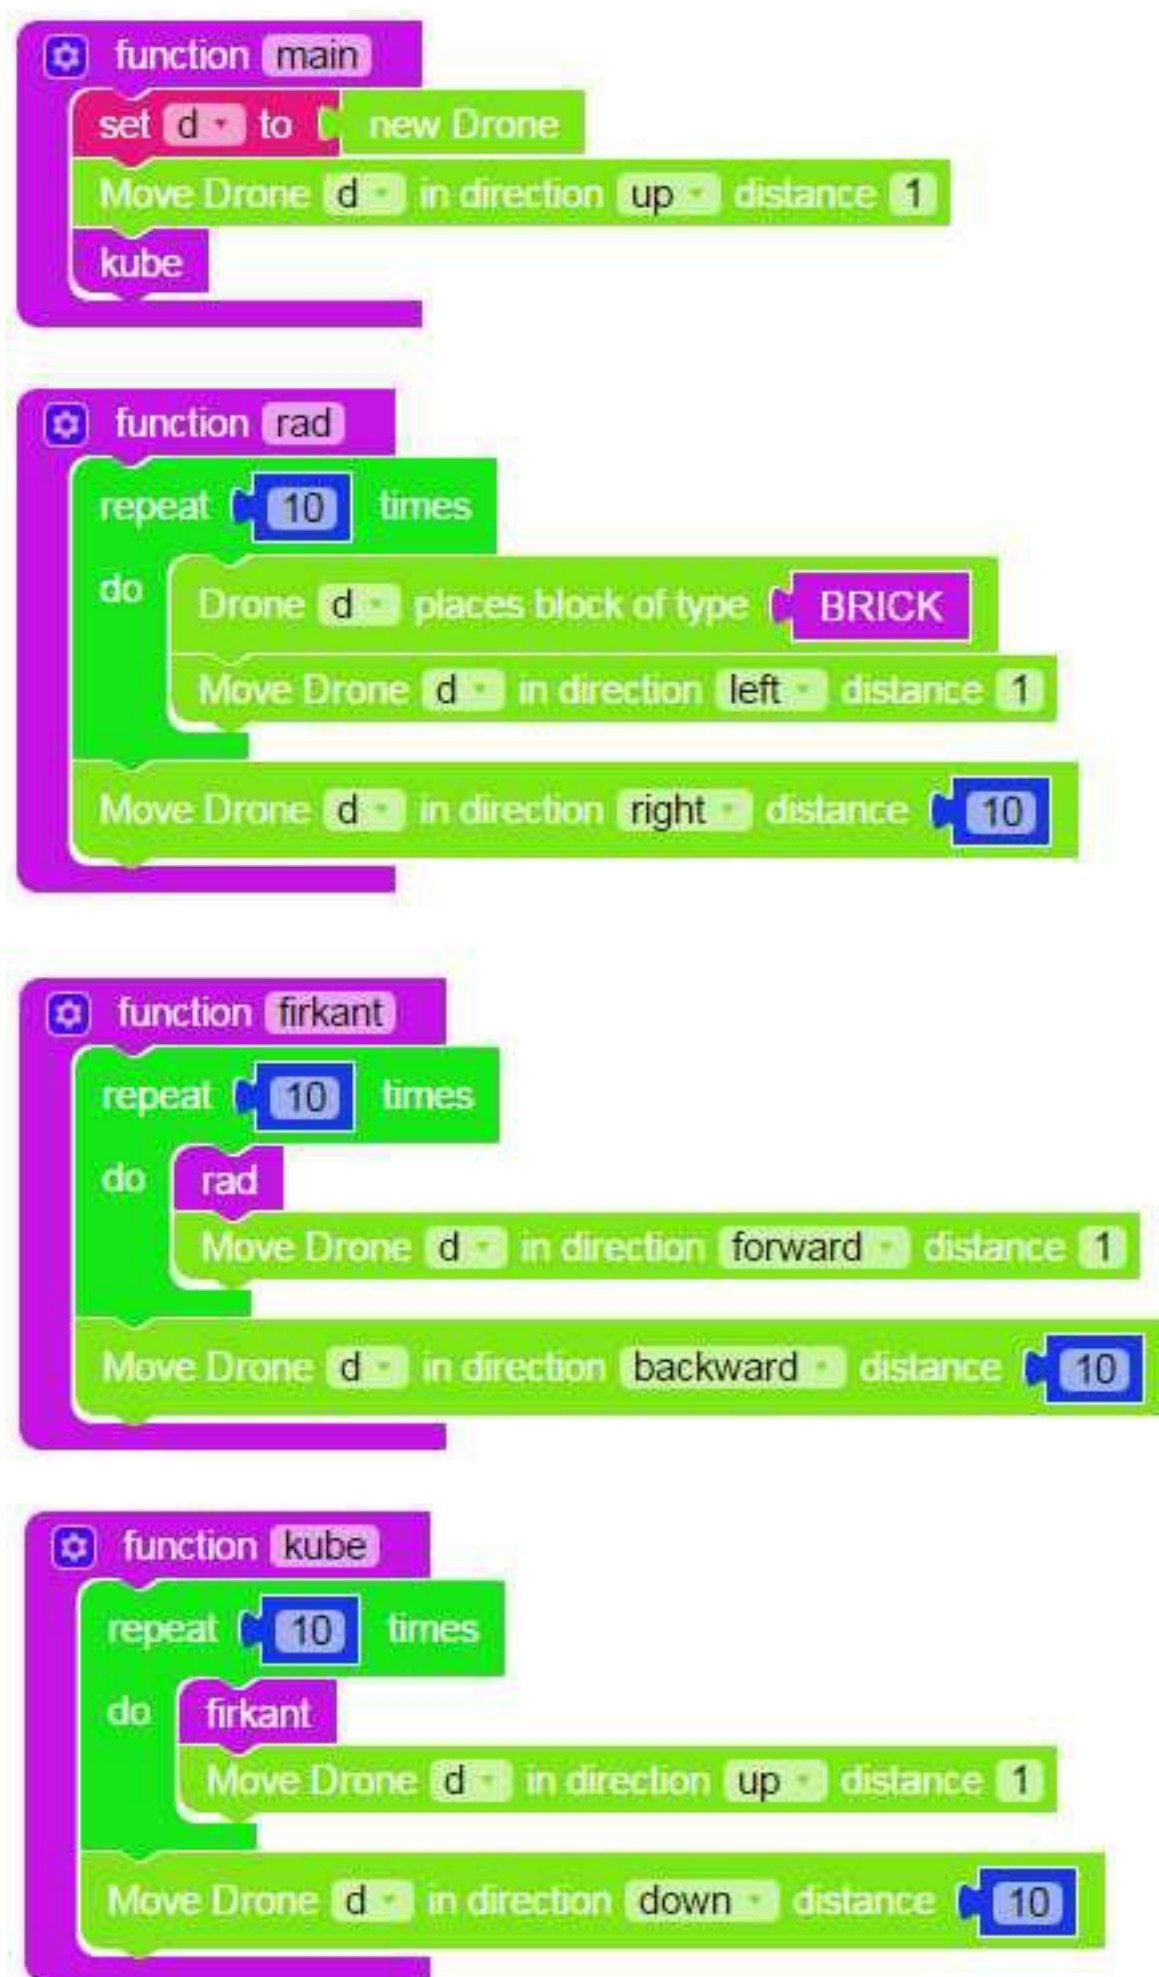 function main
set d to new Drone
Move Drone d in direction up distance 1
kube
function rad
repeat 10 times
do
Drone d places block of type BRICK
Move Drone d in direction left distance 1
Move Drone d in direction right distance 10
function firkant
repeat 10 times
do rad
Move Drone d in direction forward distance 1
Move Drone d in direction backward distance 10
function kube
repeat 10 times
do firkant
Move Drone d in direction up distance 1
Move Drone d in direction down distance 10